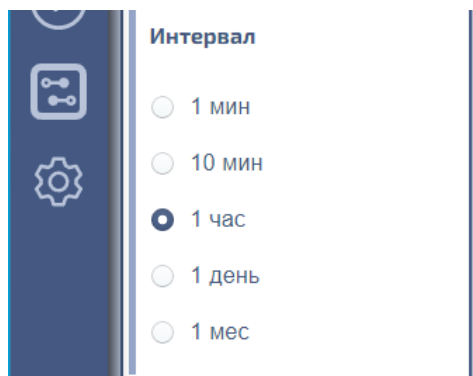 Интервал
1 мин
10 мин
1 час
1 день
1 мес